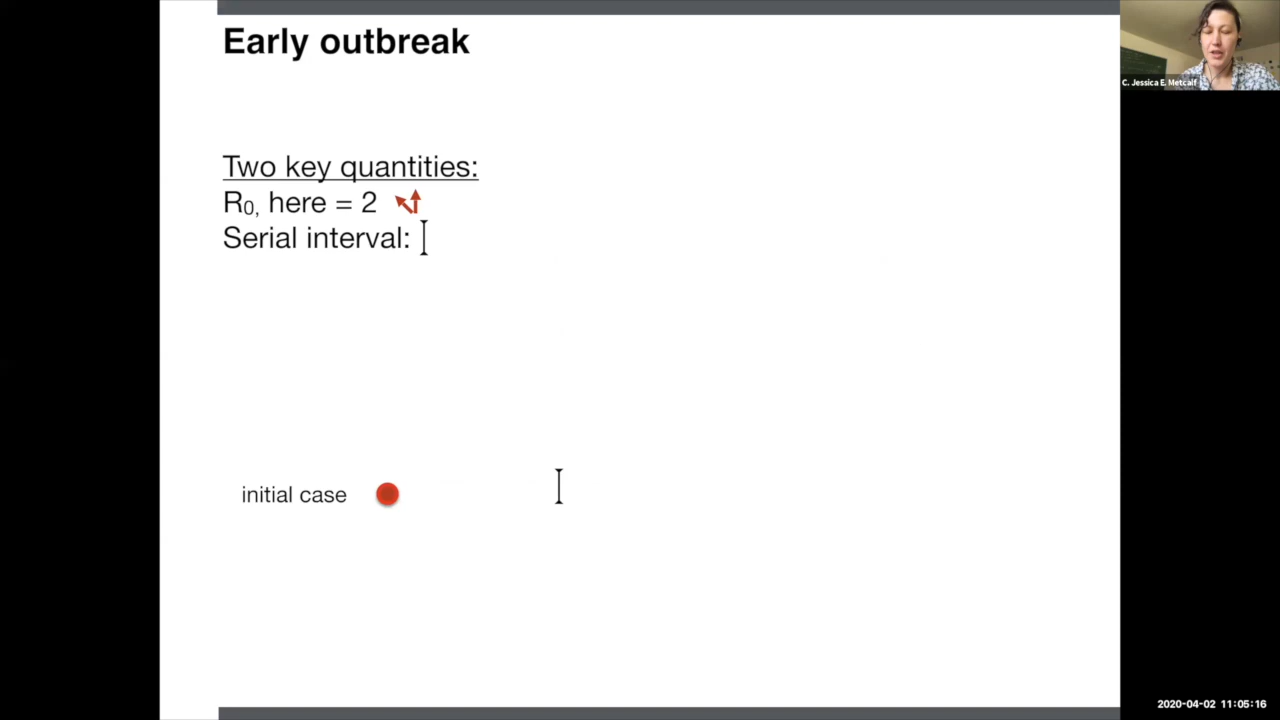 Early outbreak
C. Jessica E. Metcalf
Two key quantities:
R₀, here = 2
Serial interval:
initial case
2020-04-02 11:05:16